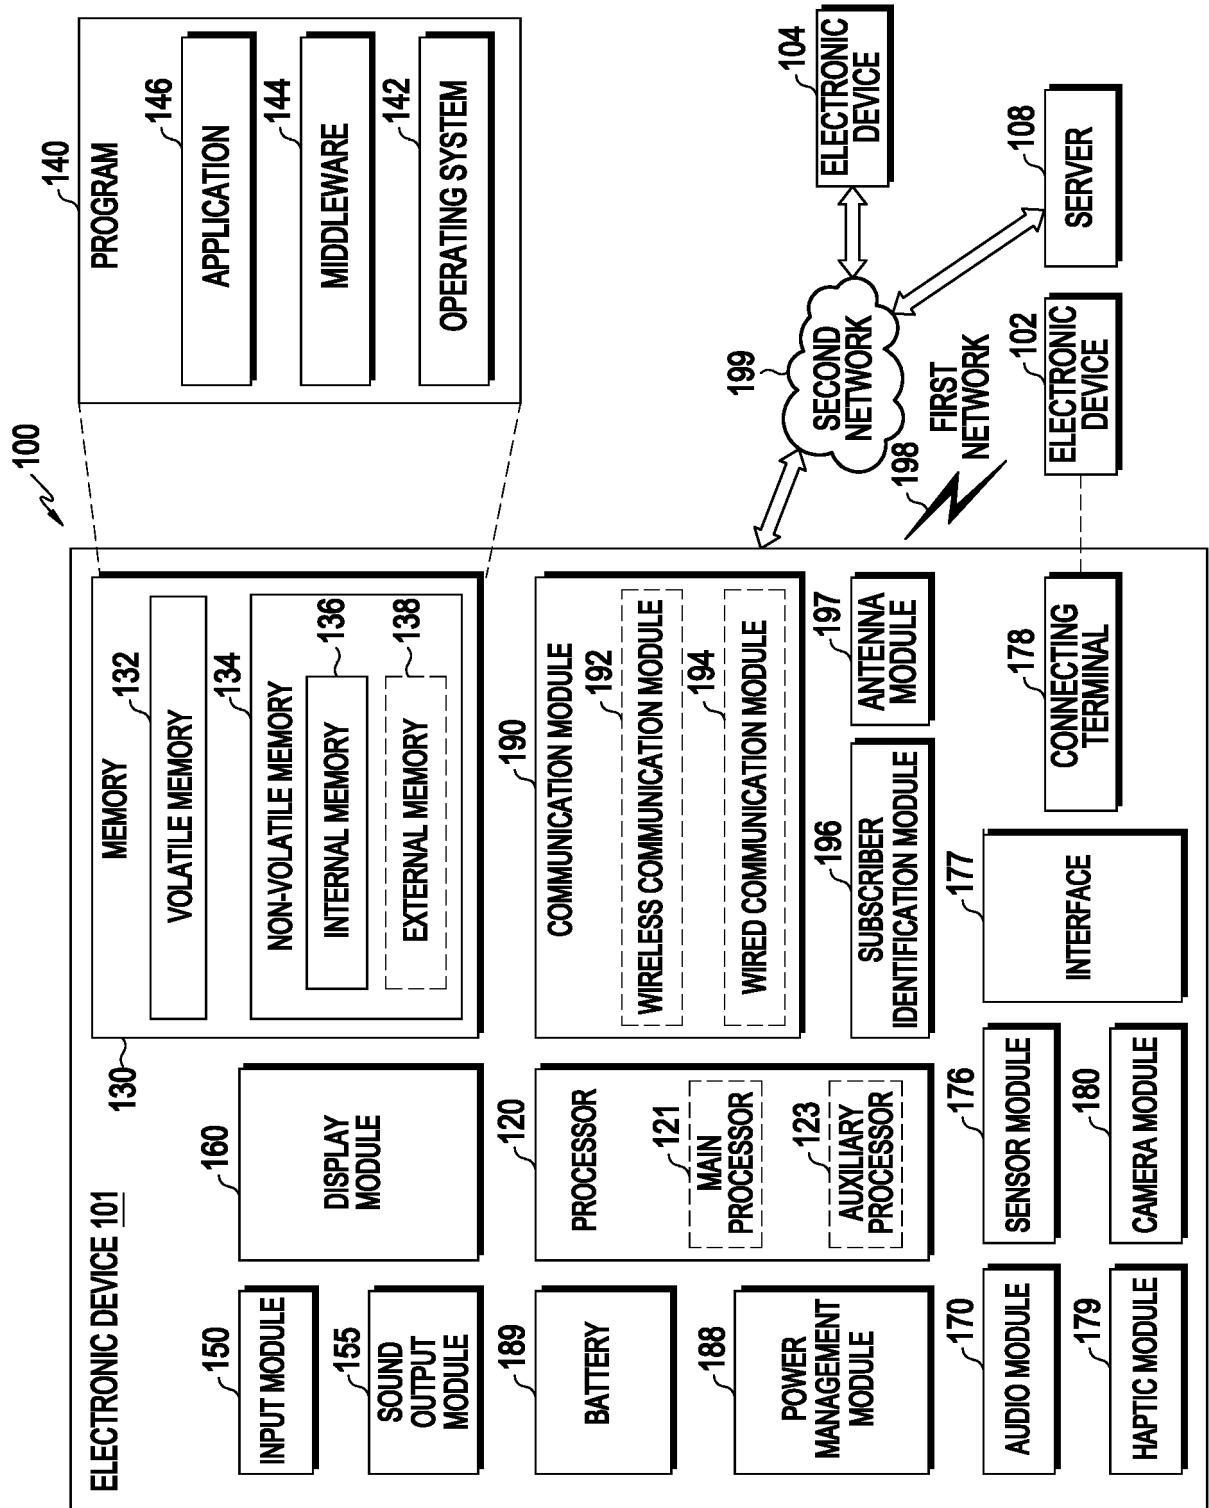 100
ELECTRONIC DEVICE 101
150
INPUT MODULE
155
SOUND
OUTPUT
MODULE
160
DISPLAY
MODULE
130
MEMORY
132
VOLATILE MEMORY
134
NON-VOLATILE MEMORY
136
INTERNAL MEMORY
138
EXTERNAL MEMORY
140
PROGRAM
146
APPLICATION
144
MIDDLEWARE
142
OPERATING SYSTEM
189
BATTERY
188
POWER
MANAGEMENT
MODULE
120
PROCESSOR
121
MAIN
PROCESSOR
123
AUXILIARY
PROCESSOR
190
COMMUNICATION MODULE
192
WIRELESS COMMUNICATION MODULE
194
WIRED COMMUNICATION MODULE
196
SUBSCRIBER
IDENTIFICATION MODULE
197
ANTENNA
MODULE
170
AUDIO MODULE
176
SENSOR MODULE
177
INTERFACE
178
CONNECTING
TERMINAL
179
HAPTIC MODULE
180
CAMERA MODULE
199
SECOND
NETWORK
198
FIRST
NETWORK
104
ELECTRONIC
DEVICE
102
ELECTRONIC
DEVICE
108
SERVER